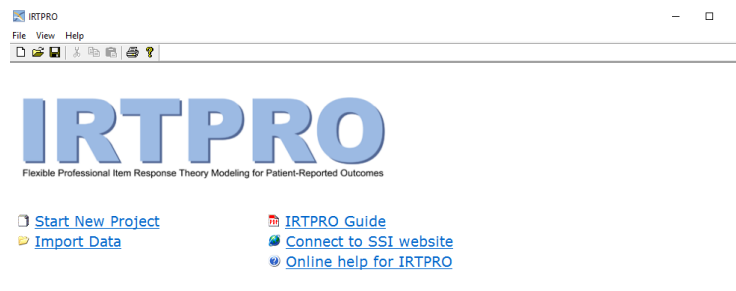 IRTPRO
File View Help
IRTPRO
Flexible Professional Item Response Theory Modeling for Patient-Reported Outcomes
Start New Project
Import Data
IRTPRO Guide
Connect to SSI website
Online help for IRTPRO